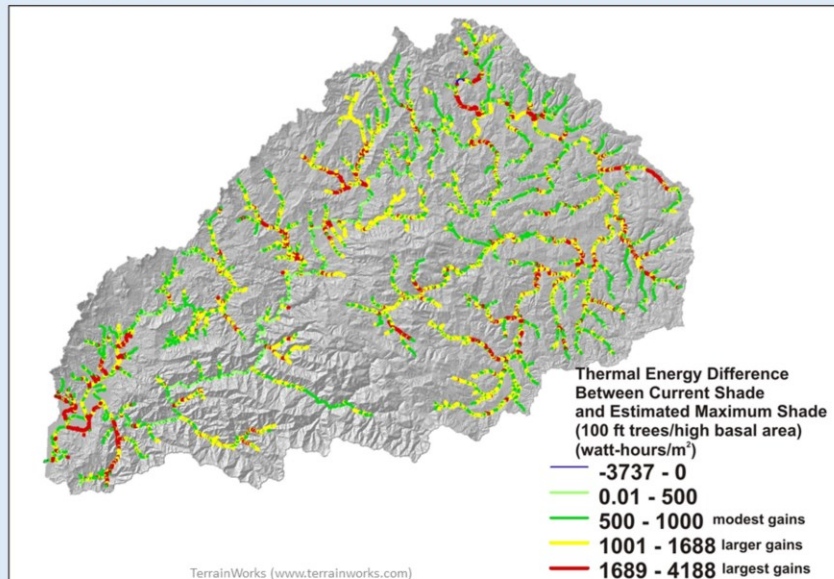 Thermal Energy Difference
Between Current Shade
and Estimated Maximum Shade
(100 ft trees/high basal area)
(watt-hours/m²)
-3737 - 0
0.01 - 500
500 - 1000 modest gains
1001 - 1688 larger gains
1689 - 4188 largest gains
TerrainWorks (www.terrainworks.com)